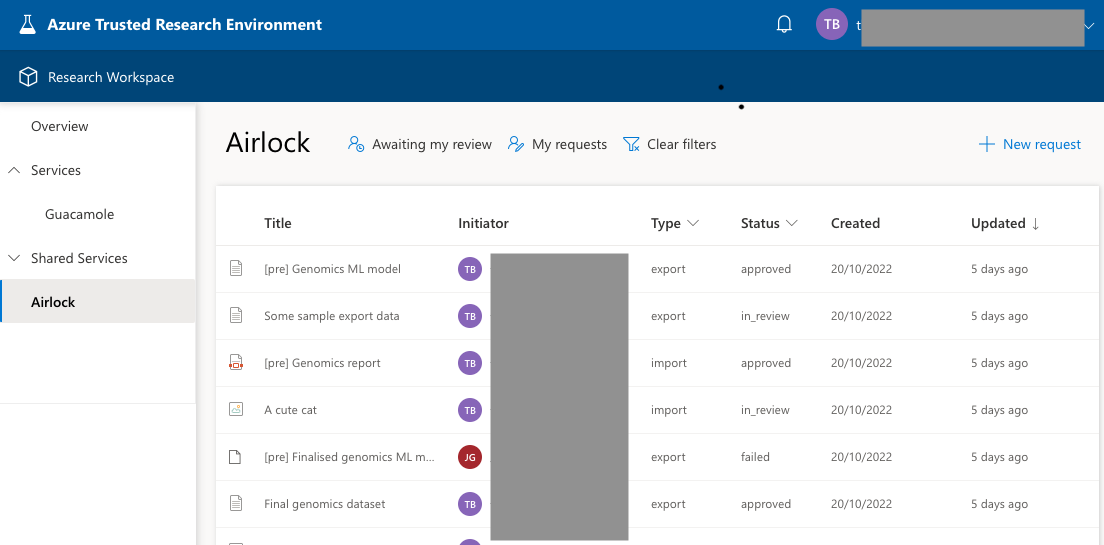 Azure Trusted Research Environment
TB t
Research Workspace
Overview
Services
Guacamole
Shared Services
Airlock
Airlock Awaiting my review My requests Clear filters New request
Title Initiator Type Status Created Updated
[pre] Genomics ML model TB export approved 20/10/2022 5 days ago
Some sample export data TB export in_review 20/10/2022 5 days ago
[pre] Genomics report TB import approved 20/10/2022 5 days ago
A cute cat TB import in_review 20/10/2022 5 days ago
[pre] Finalised genomics ML m... JG export failed 20/10/2022 5 days ago
Final genomics dataset TB export approved 20/10/2022 5 days ago